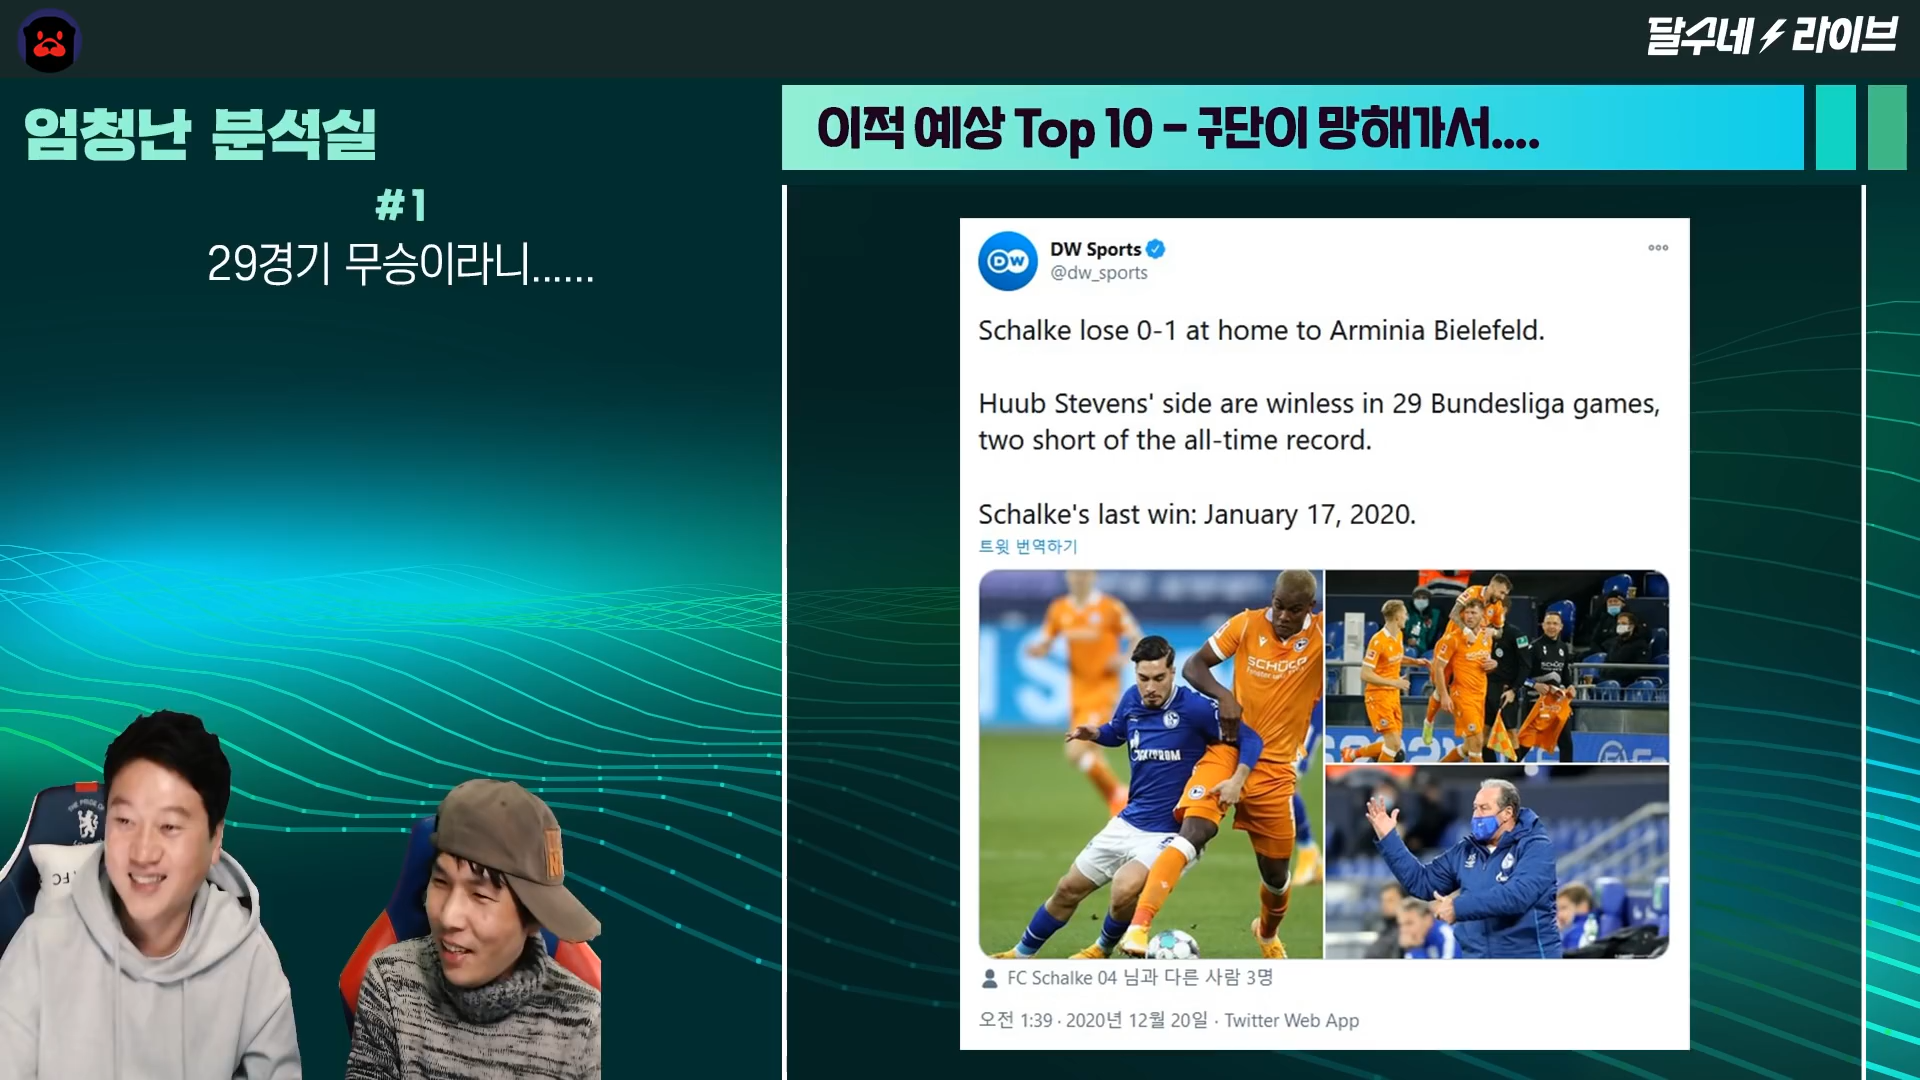 달수네 라이브
엄청난 분석실
#1
29경기 무승이라니......
이적 예상 Top 10 - 구단이 망해가서....
DW
DW Sports
@dw_sports
Schalke lose 0-1 at home to Arminia Bielefeld.
Huub Stevens' side are winless in 29 Bundesliga games,
two short of the all-time record.
Schalke's last win: January 17, 2020.
트윗 번역하기
SCHÜCO
FC Schalke 04 님과 다른 사람 3명
오전 1:39 · 2020년 12월 20일 · Twitter Web App
THE PRIDE OF